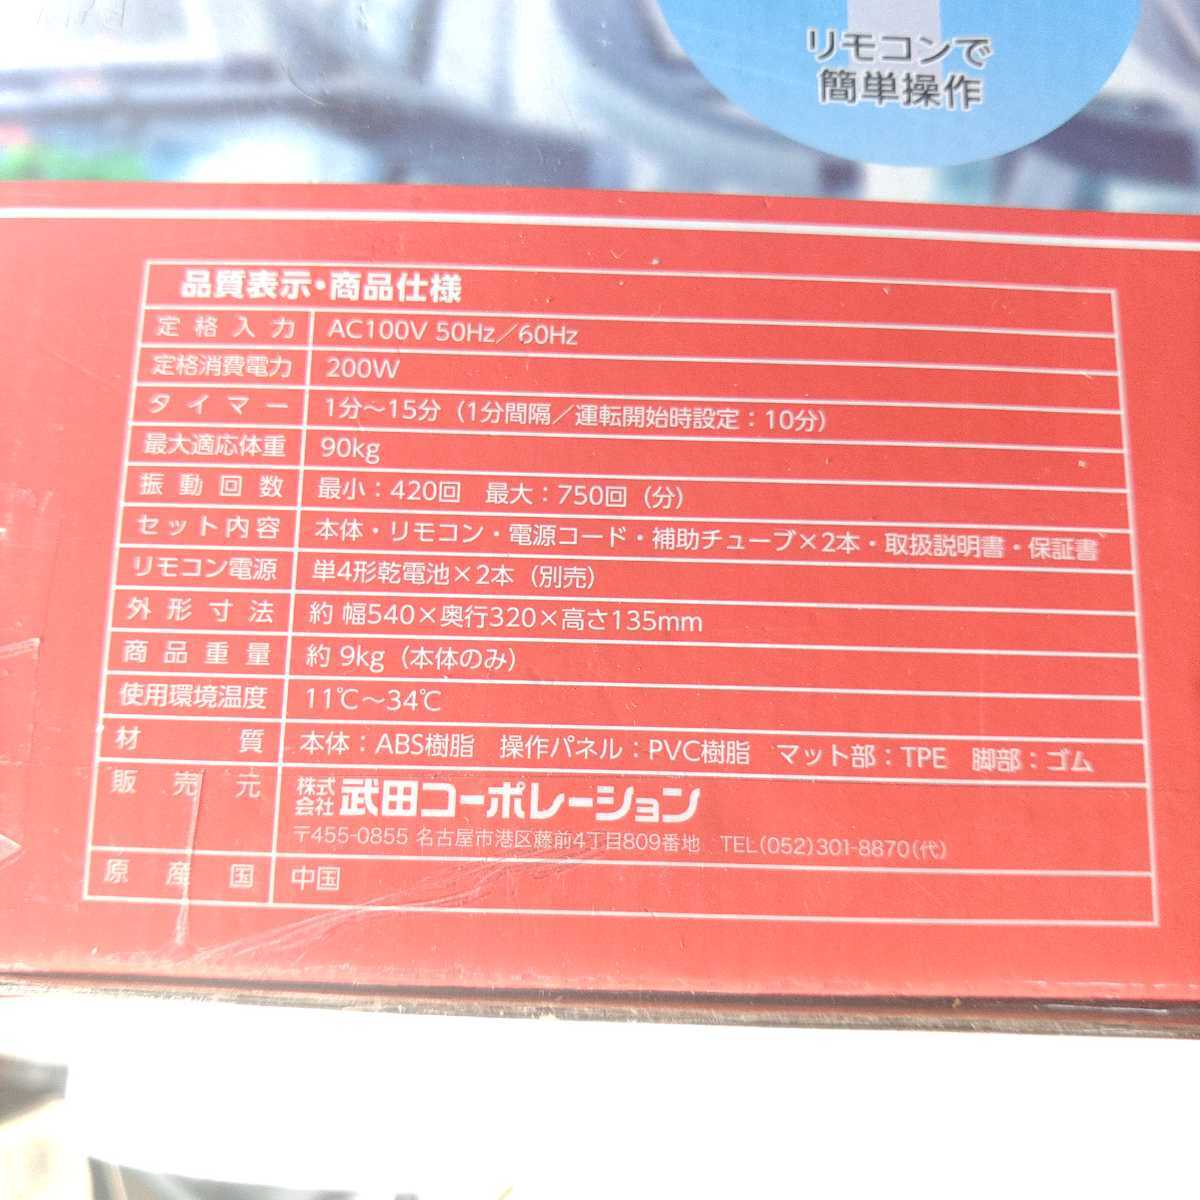 リモコンで
簡単操作
品質表示・商品仕様
定格入力 AC100V 50Hz／60Hz
定格消費電力 200W
タイマー 1分～15分（1分間隔／運転開始時設定：10分）
最大適応体重 90kg
振動回数 最小：420回　最大：750回（分）
セット内容 本体・リモコン・電源コード・補助チューブ×2本・取扱説明書・保証書
リモコン電源 単4形乾電池×2本（別売）
外形寸法 約 幅540×奥行320×高さ135mm
商品重量 約 9kg（本体のみ）
使用環境温度 11℃～34℃
材質 本体：ABS樹脂　操作パネル：PVC樹脂　マット部：TPE　脚部：ゴム
販売元 株式会社 武田コーポレーション
〒455-0855 名古屋市港区藤前4丁目809番地　TEL(052)301-8870(代)
原産国 中国